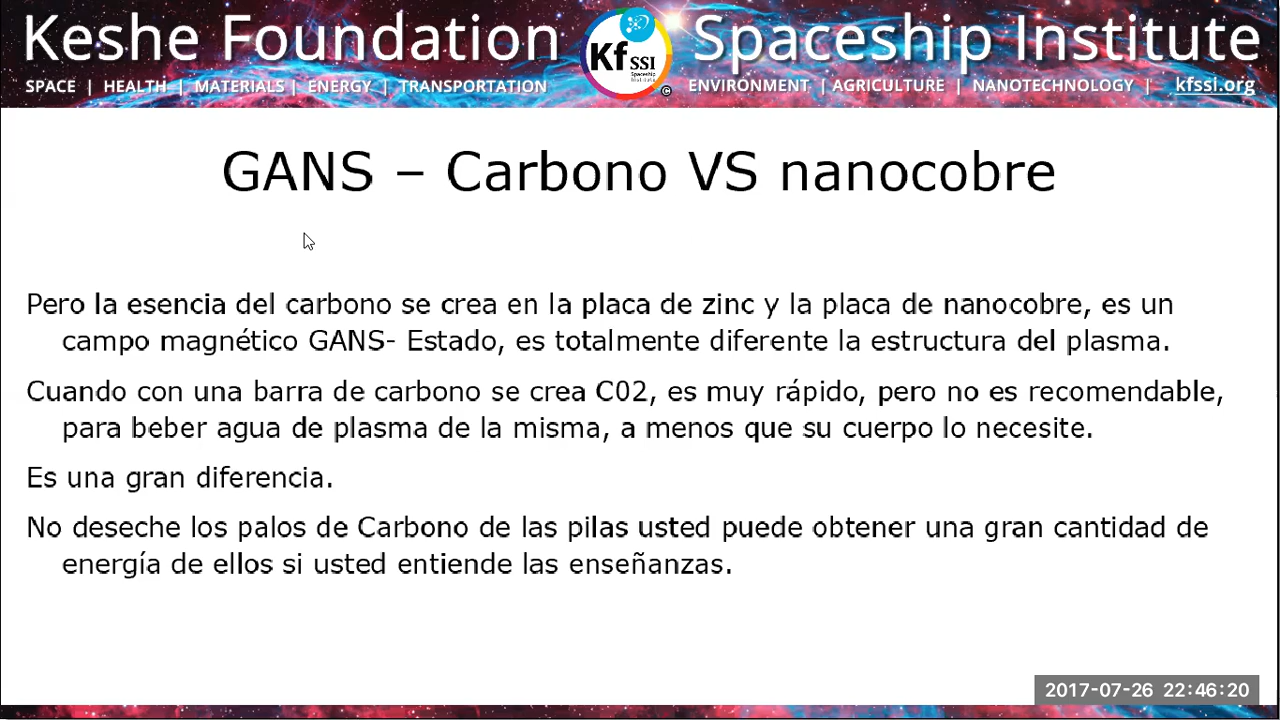 Keshe Foundation Kf SSI Spaceship Institute © Spaceship Institute
SPACE | HEALTH | MATERIALS | ENERGY | TRANSPORTATION ENVIRONMENT | AGRICULTURE | NANOTECHNOLOGY | kfssi.org
GANS – Carbono VS nanocobre
Pero la esencia del carbono se crea en la placa de zinc y la placa de nanocobre, es un
campo magnético GANS- Estado, es totalmente diferente la estructura del plasma.
Cuando con una barra de carbono se crea C02, es muy rápido, pero no es recomendable,
para beber agua de plasma de la misma, a menos que su cuerpo lo necesite.
Es una gran diferencia.
No deseche los palos de Carbono de las pilas usted puede obtener una gran cantidad de
energía de ellos si usted entiende las enseñanzas.
2017-07-26 22:46:20